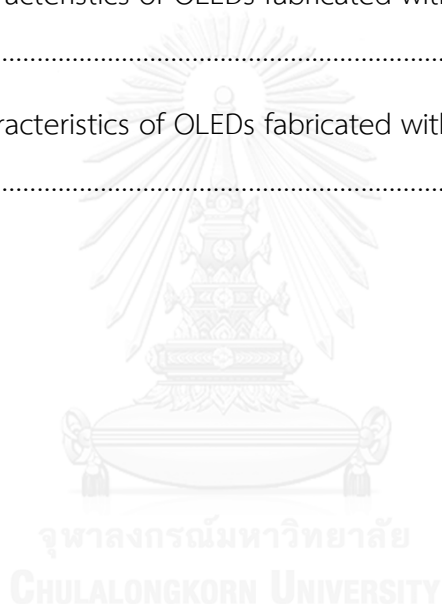 racteristics of OLEDs fabricated with
................................................................
racteristics of OLEDs fabricated with
................................................................
จุฬาลงกรณ์มหาวิทยาลัย
CHULALONGKORN UNIVERSITY